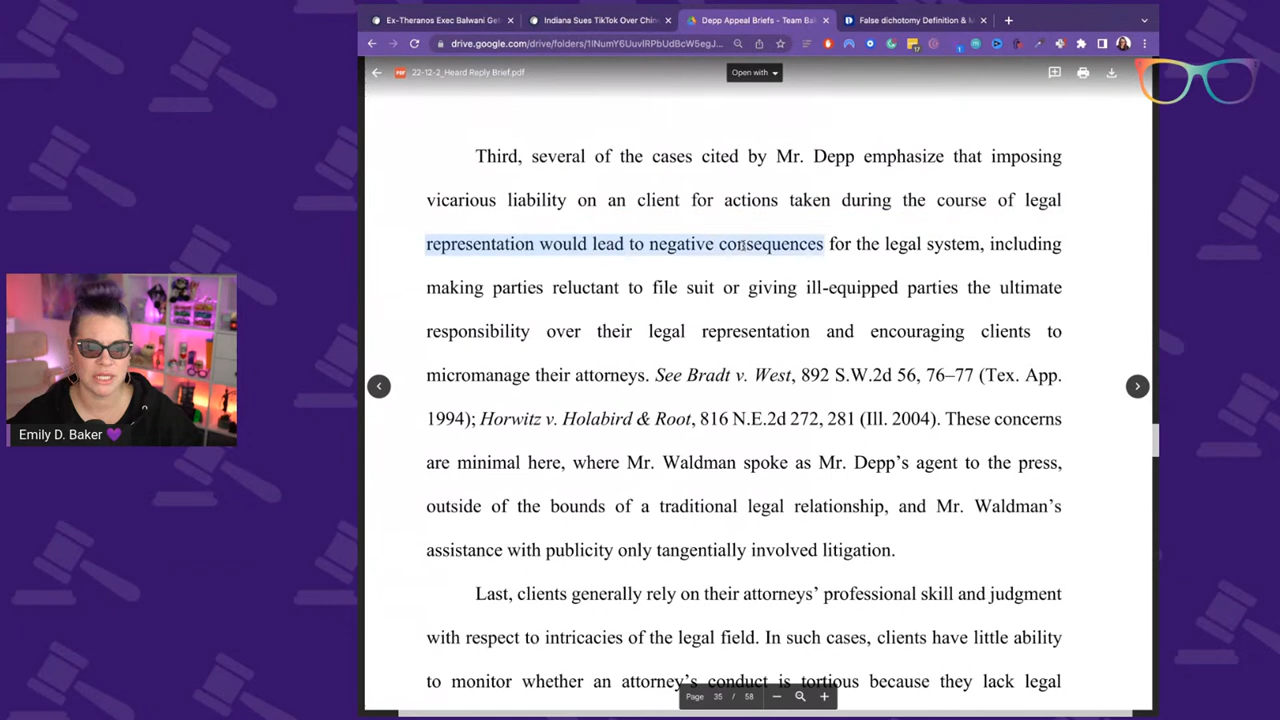 Ex-Theranos Exec Balwani Get
Indiana Sues TikTok Over Chin
Depp Appeal Briefs - Team Ba
False dichotomy Definition & M
drive.google.com/drive/folders/1lNumY6UuvlRPbUdBcW5egJ...
22-12-2_Heard Reply Brief.pdf
Open with
Third, several of the cases cited by Mr. Depp emphasize that imposing
vicarious liability on an client for actions taken during the course of legal
representation would lead to negative consequences for the legal system, including
making parties reluctant to file suit or giving ill-equipped parties the ultimate
responsibility over their legal representation and encouraging clients to
micromanage their attorneys. See Bradt v. West, 892 S.W.2d 56, 76–77 (Tex. App.
1994); Horwitz v. Holabird & Root, 816 N.E.2d 272, 281 (Ill. 2004). These concerns
are minimal here, where Mr. Waldman spoke as Mr. Depp's agent to the press,
outside of the bounds of a traditional legal relationship, and Mr. Waldman's
assistance with publicity only tangentially involved litigation.
Last, clients generally rely on their attorneys' professional skill and judgment
with respect to intricacies of the legal field. In such cases, clients have little ability
to monitor whether an attorney's conduct is tortious because they lack legal
Page 35 / 58
Emily D. Baker 💜